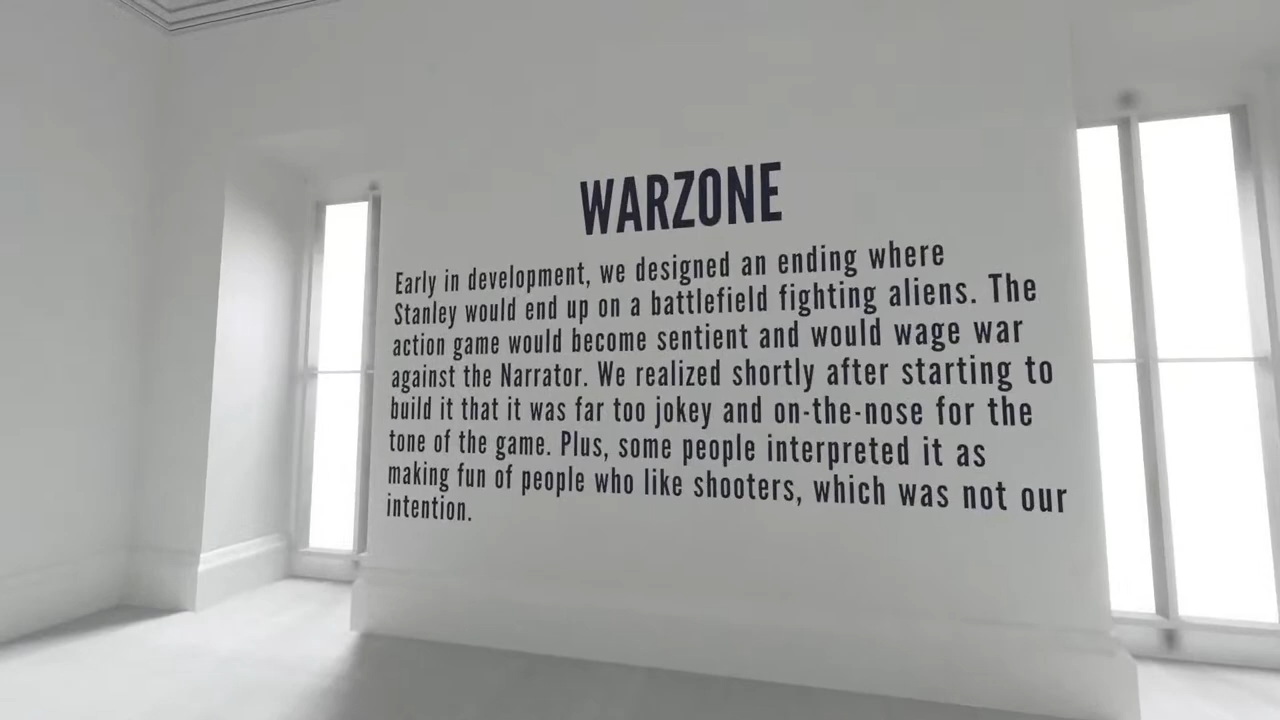 WARZONE
Early in development, we designed an ending where
Stanley would end up on a battlefield fighting aliens. The
action game would become sentient and would wage war
against the Narrator. We realized shortly after starting to
build it that it was far too jokey and on-the-nose for the
tone of the game. Plus, some people interpreted it as
making fun of people who like shooters, which was not our
intention.